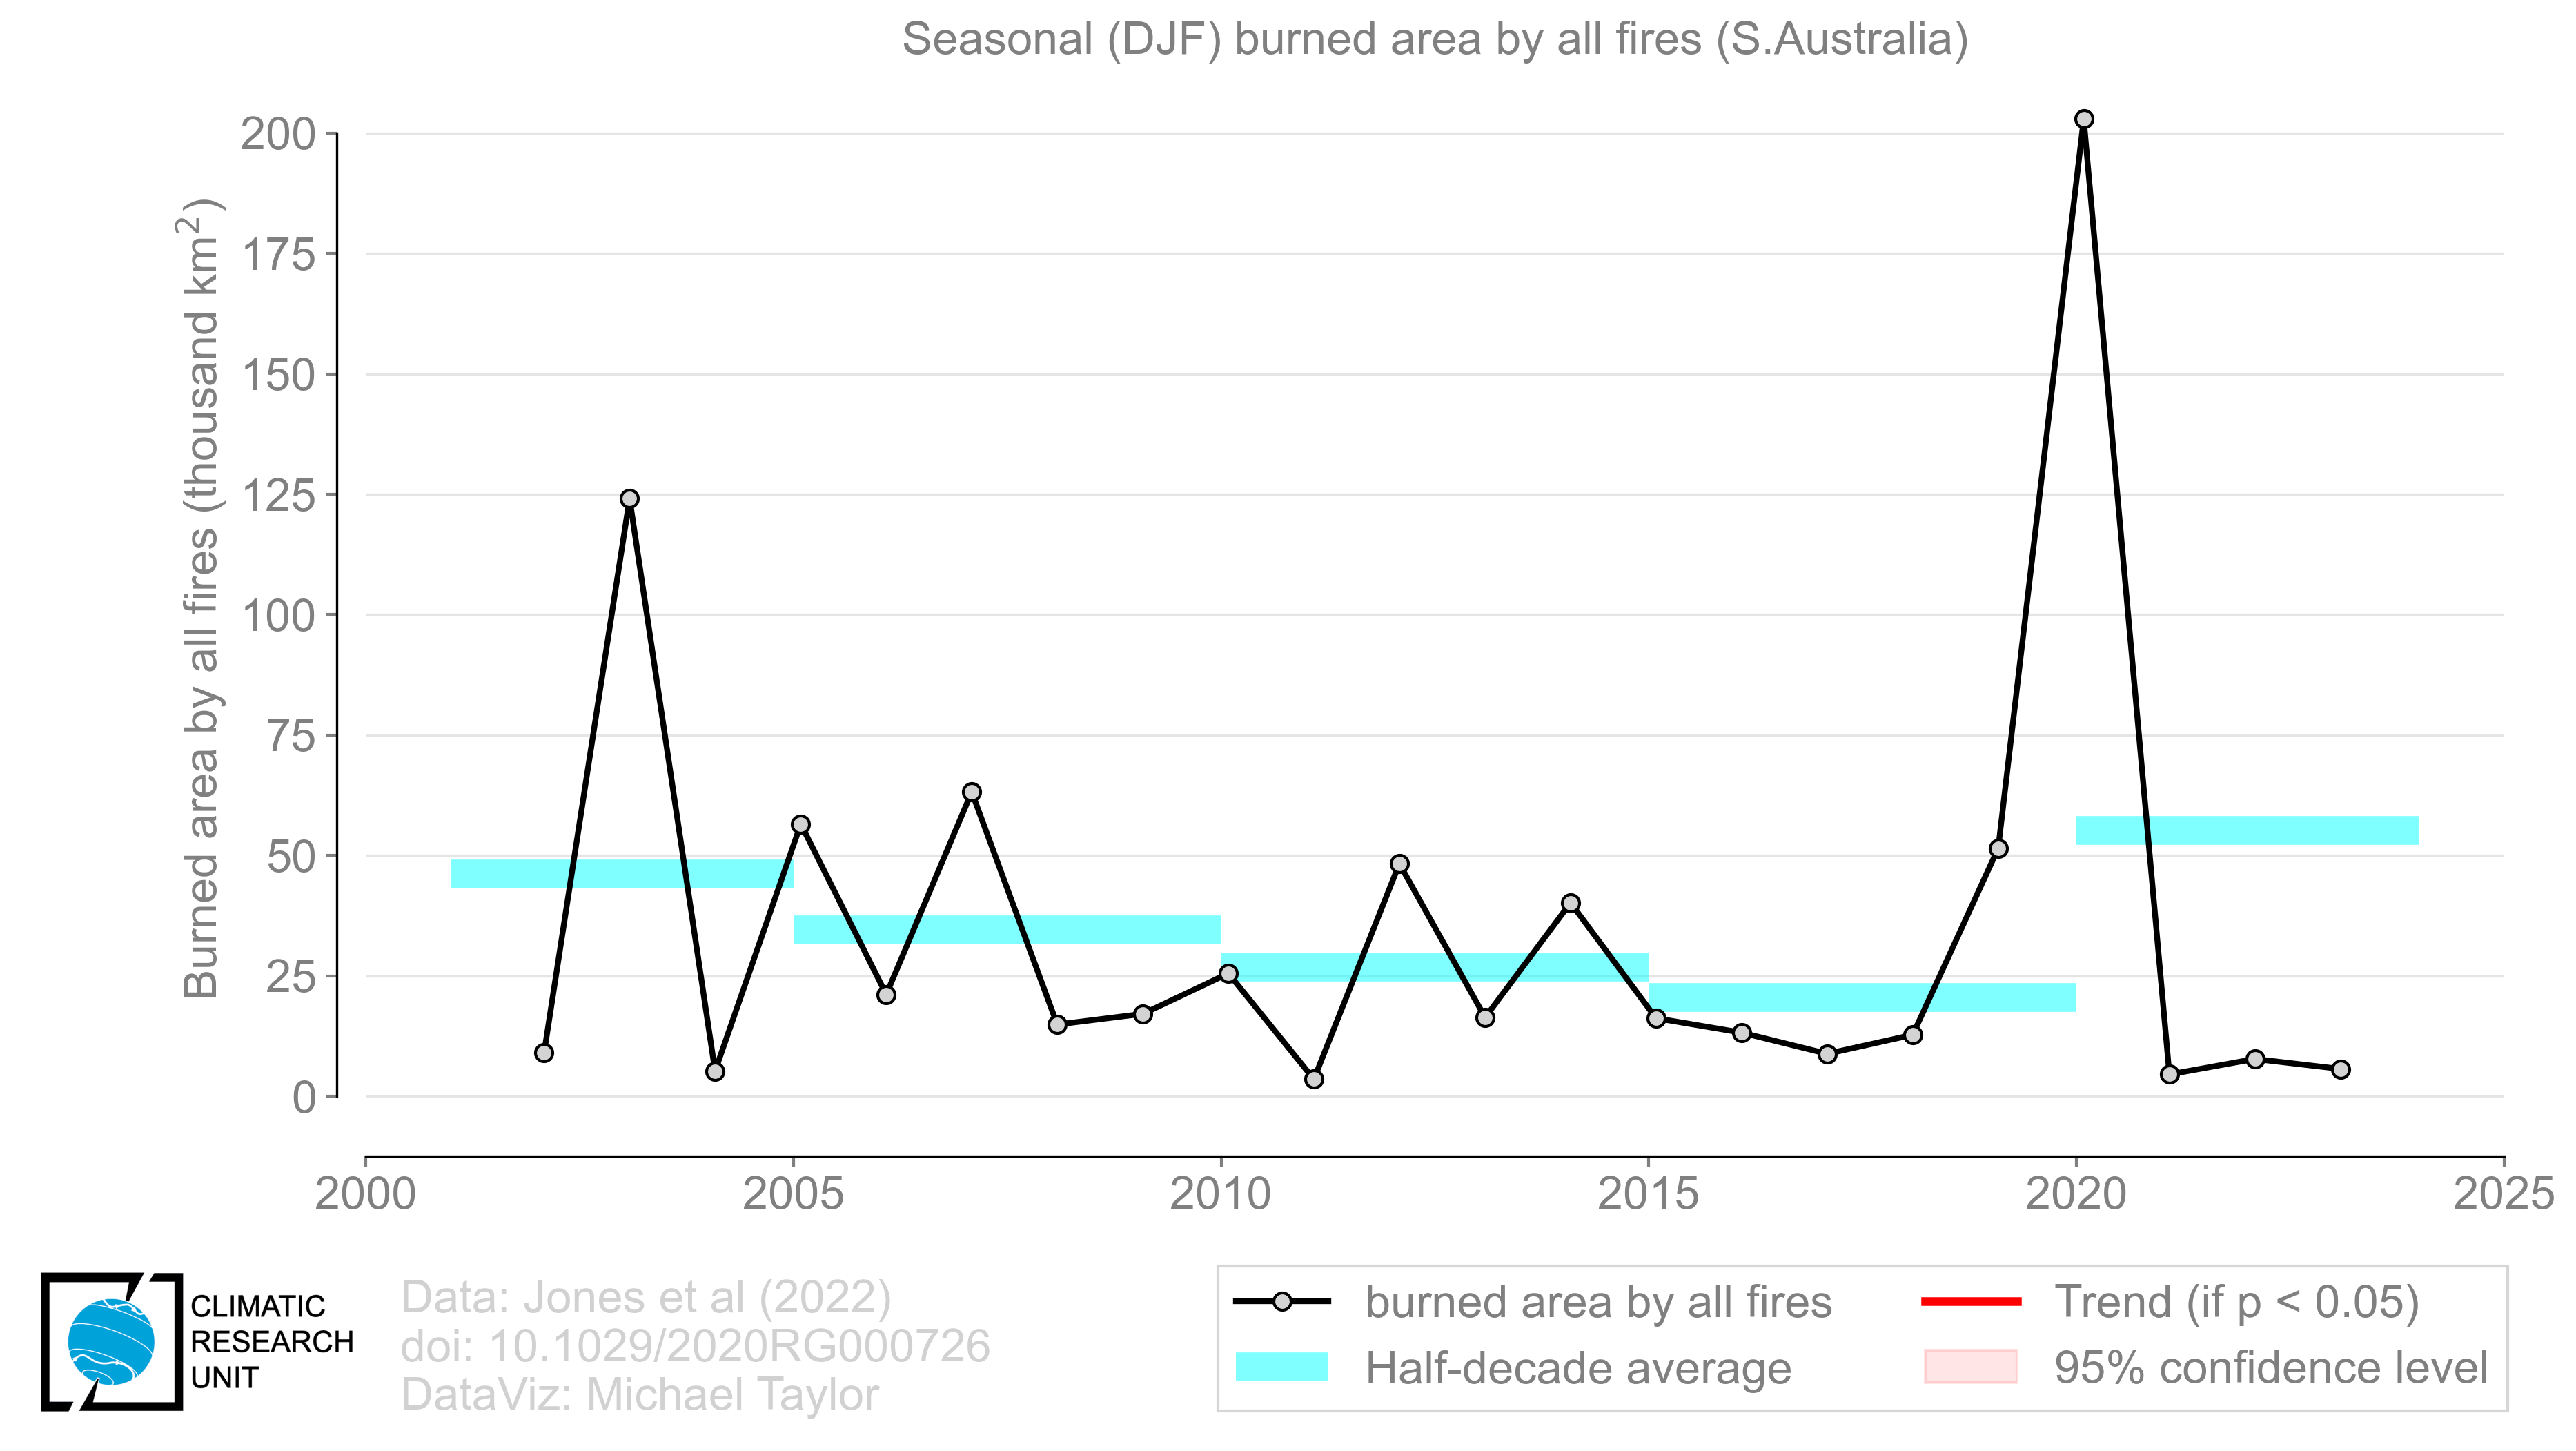 Seasonal (DJF) burned area by all fires (S.Australia)
Burned area by all fires (thousand km²)
200
175
150
125
100
75
50
25
0
2000 2005 2010 2015 2020 2025
CLIMATIC
RESEARCH
UNIT
Data: Jones et al (2022)
doi: 10.1029/2020RG000726
DataViz: Michael Taylor
burned area by all fires
Half-decade average
Trend (if p < 0.05)
95% confidence level